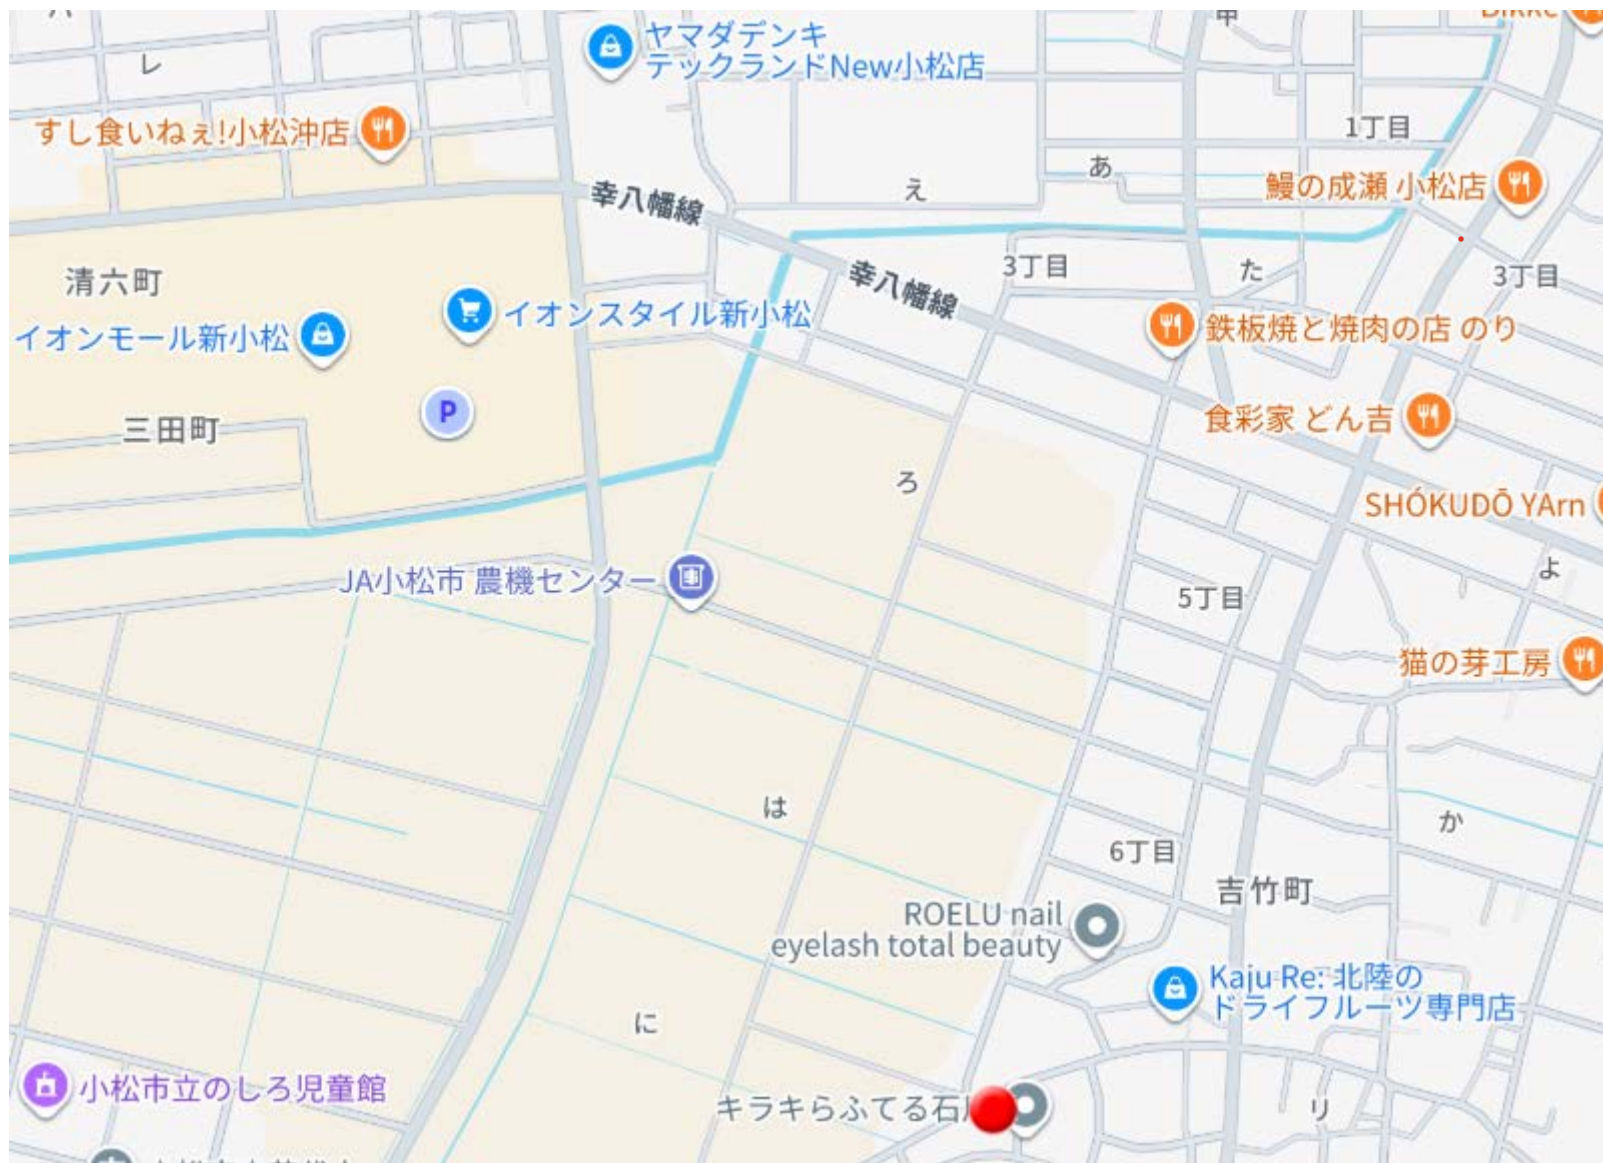 レ
ヤマダデンキ
テックランドNew小松店
すし食いねぇ!小松沖店
1丁目
あ
え
鰻の成瀬 小松店
幸八幡線
清六町
3丁目
た
3丁目
幸八幡線
イオンスタイル新小松
イオンモール新小松
鉄板焼と焼肉の店 のり
P
三田町
食彩家 どん吉
ろ
SHÓKUDŌ YArn
JA小松市 農機センター
よ
5丁目
猫の芽工房
は
か
6丁目
吉竹町
ROELU nail
eyelash total beauty
Kaju Re: 北陸の
ドライフルーツ専門店
に
小松市立のしろ児童館
キラキらふてる石
リ